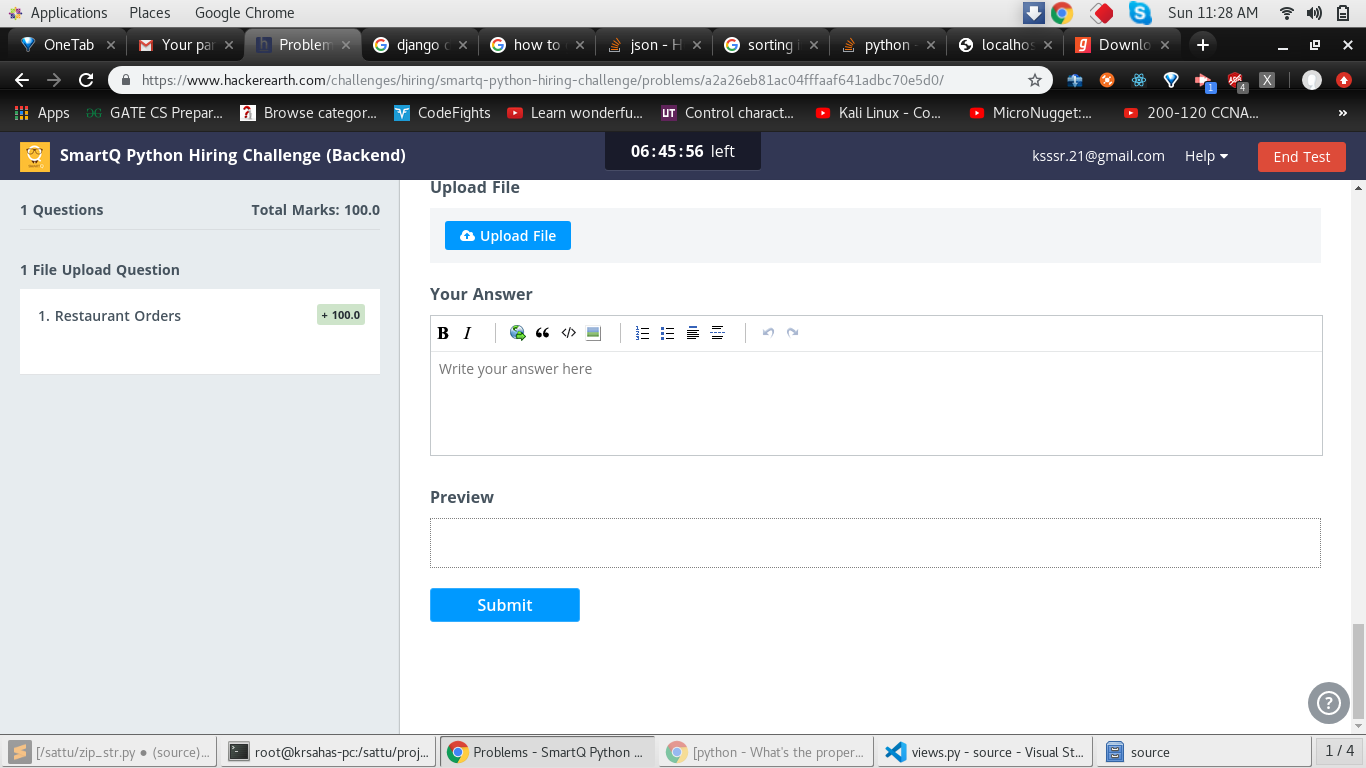 Applications Places Google Chrome Sun 11:28 AM
OneTab Your pa Problem django c how to json - H sorting python - localhos Downlo
https://www.hackerearth.com/challenges/hiring/smartq-python-hiring-challenge/problems/a2a26eb81ac04fffaaf641adbc70e5d0/ 1 4
Apps GATE CS Prepar... Browse categor... CodeFights Learn wonderfu... UT Control charact... Kali Linux - Co... MicroNugget:... 200-120 CCNA... »
SmartQ Python Hiring Challenge (Backend) 06:45:56 left ksssr.21@gmail.com Help End Test
1 Questions Total Marks: 100.0
1 File Upload Question
1. Restaurant Orders + 100.0
Upload File
Upload File
Your Answer
B I
Write your answer here
Preview
Submit
?
[/sattu/zip_str.py • (source)... root@krsahas-pc:/sattu/proj... Problems - SmartQ Python ... [python - What's the proper... views.py - source - Visual St... source 1 / 4